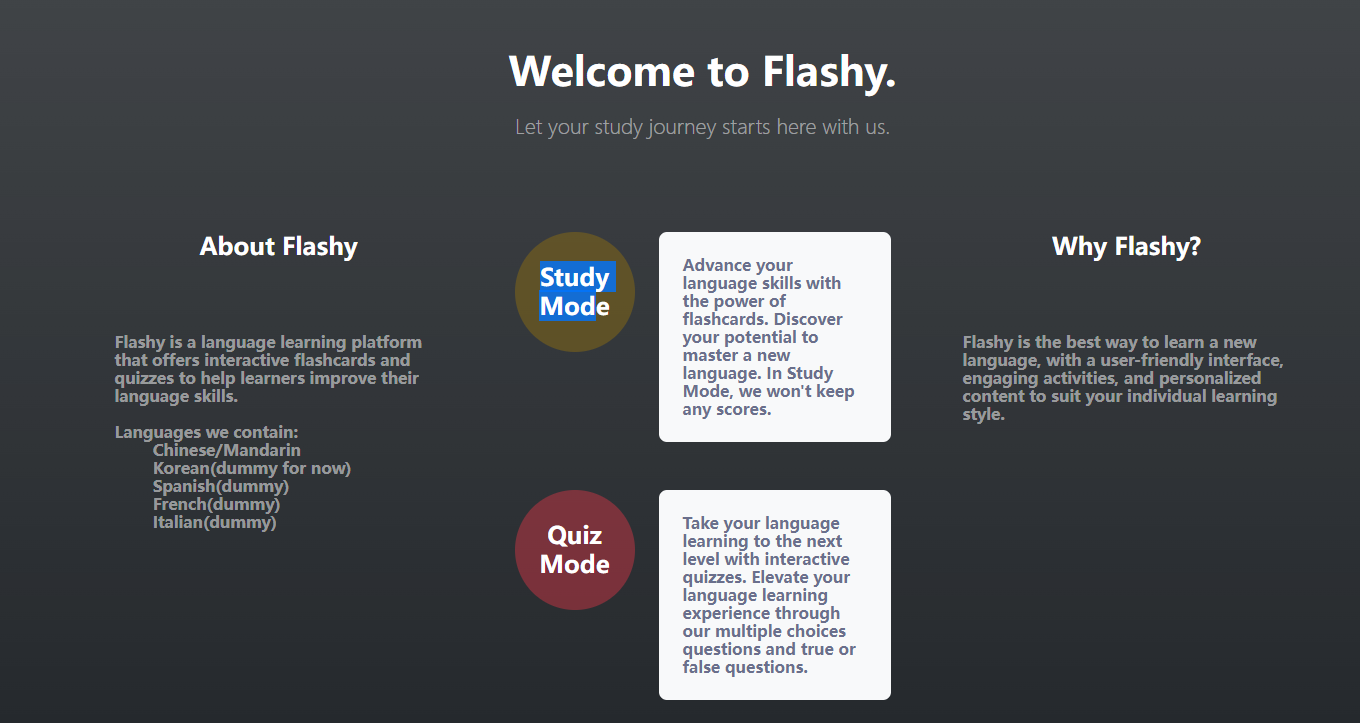 Welcome to Flashy.
Let your study journey starts here with us.
About Flashy
Flashy is a language learning platform
that offers interactive flashcards and
quizzes to help learners improve their
language skills.
Languages we contain:
Chinese/Mandarin
Korean(dummy for now)
Spanish(dummy)
French(dummy)
Italian(dummy)
Study
Mode
Advance your
language skills with
the power of
flashcards. Discover
your potential to
master a new
language. In Study
Mode, we won't keep
any scores.
Quiz
Mode
Take your language
learning to the next
level with interactive
quizzes. Elevate your
language learning
experience through
our multiple choices
questions and true or
false questions.
Why Flashy?
Flashy is the best way to learn a new
language, with a user-friendly interface,
engaging activities, and personalized
content to suit your individual learning
style.